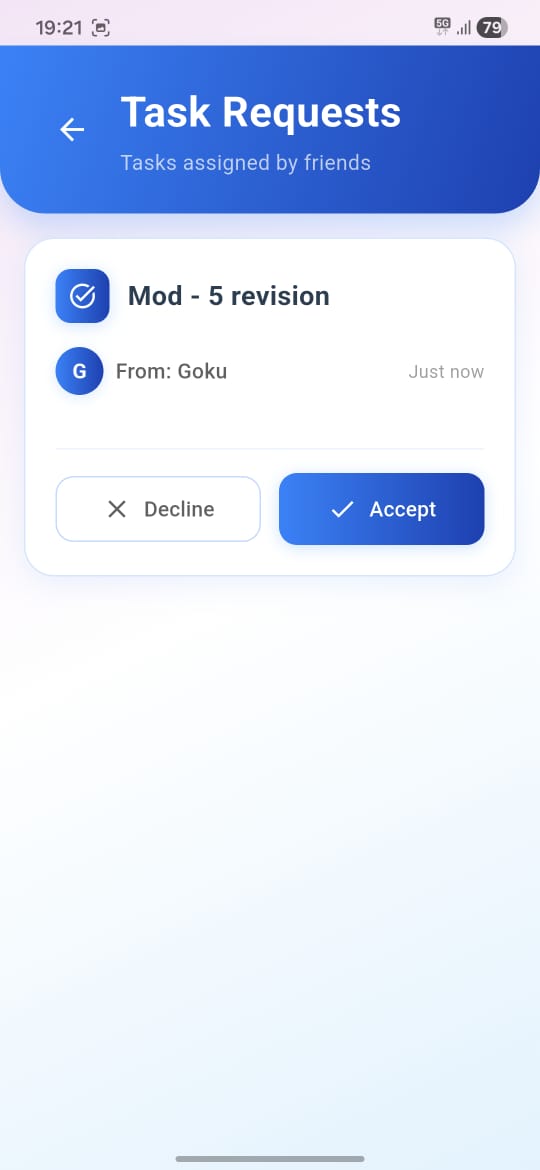 19:21
5G
79
Task Requests
Tasks assigned by friends
Mod - 5 revision
G
From: Goku
Just now
Decline
Accept